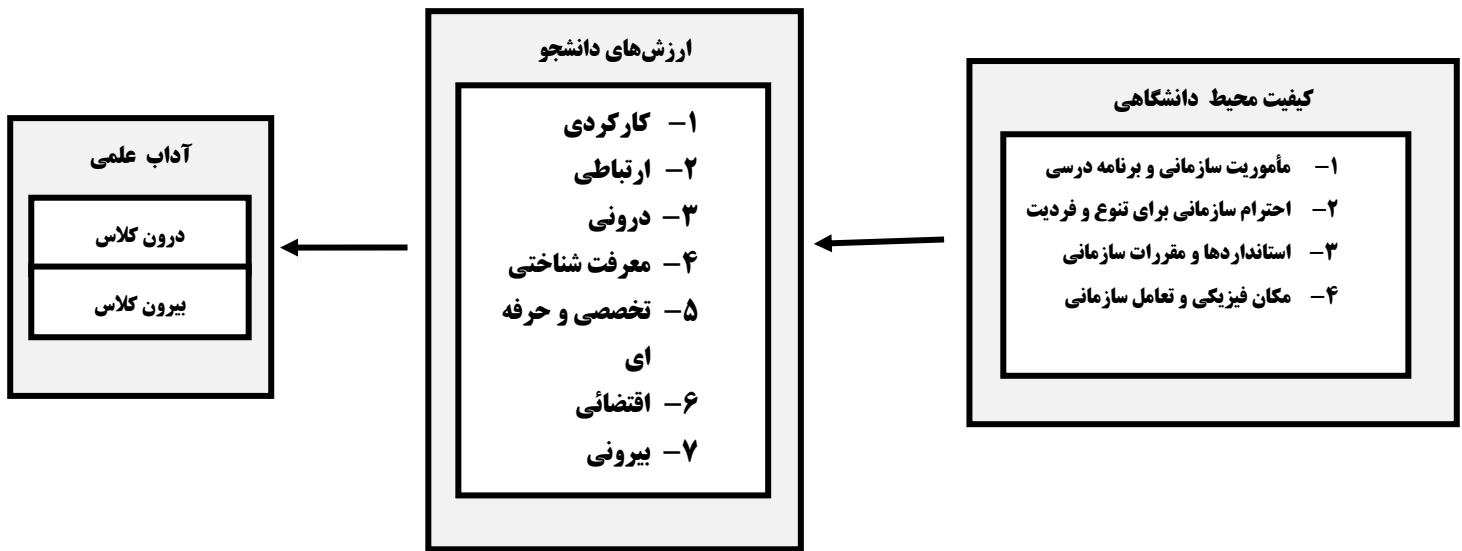 کیفیت محیط دانشگاهی
۱- مأموریت سازمانی و برنامه درسی
۲- احترام سازمانی برای تنوع و فردیت
۳- استانداردها و مقررات سازمانی
۴- مکان فیزیکی و تعامل سازمانی
ارزش‌های دانشجو
۱- کارکردی
۲- ارتباطی
۳- درونی
۴- معرفت شناختی
۵- تخصصی و حرفه
ای
۶- اقتضائی
۷- بیرونی
آداب علمی
درون کلاس
بیرون کلاس